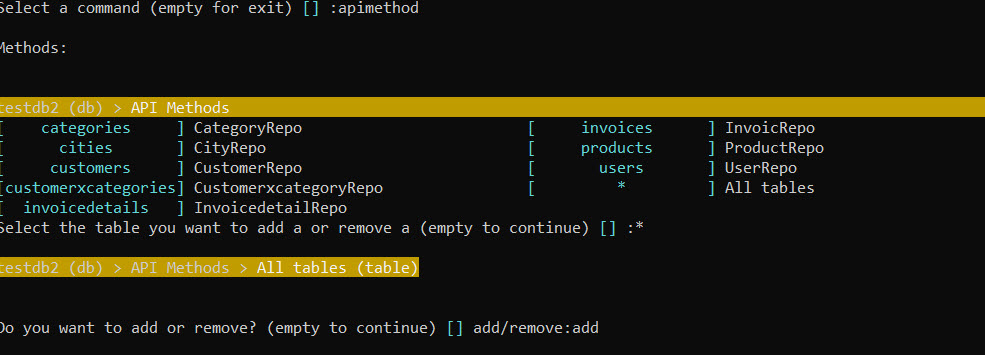 Select a command (empty for exit) [] :apimethod
Methods:
testdb2 (db) > API Methods
[ categories ] CategoryRepo [ invoices ] InvoicRepo
[ cities ] CityRepo [ products ] ProductRepo
[ customers ] CustomerRepo [ users ] UserRepo
[customerxcategories] CustomerxcategoryRepo [ * ] All tables
[ invoicedetails ] InvoicedetailRepo
Select the table you want to add a or remove a (empty to continue) [] :*
testdb2 (db) > API Methods > All tables (table)
Do you want to add or remove? (empty to continue) [] add/remove:add